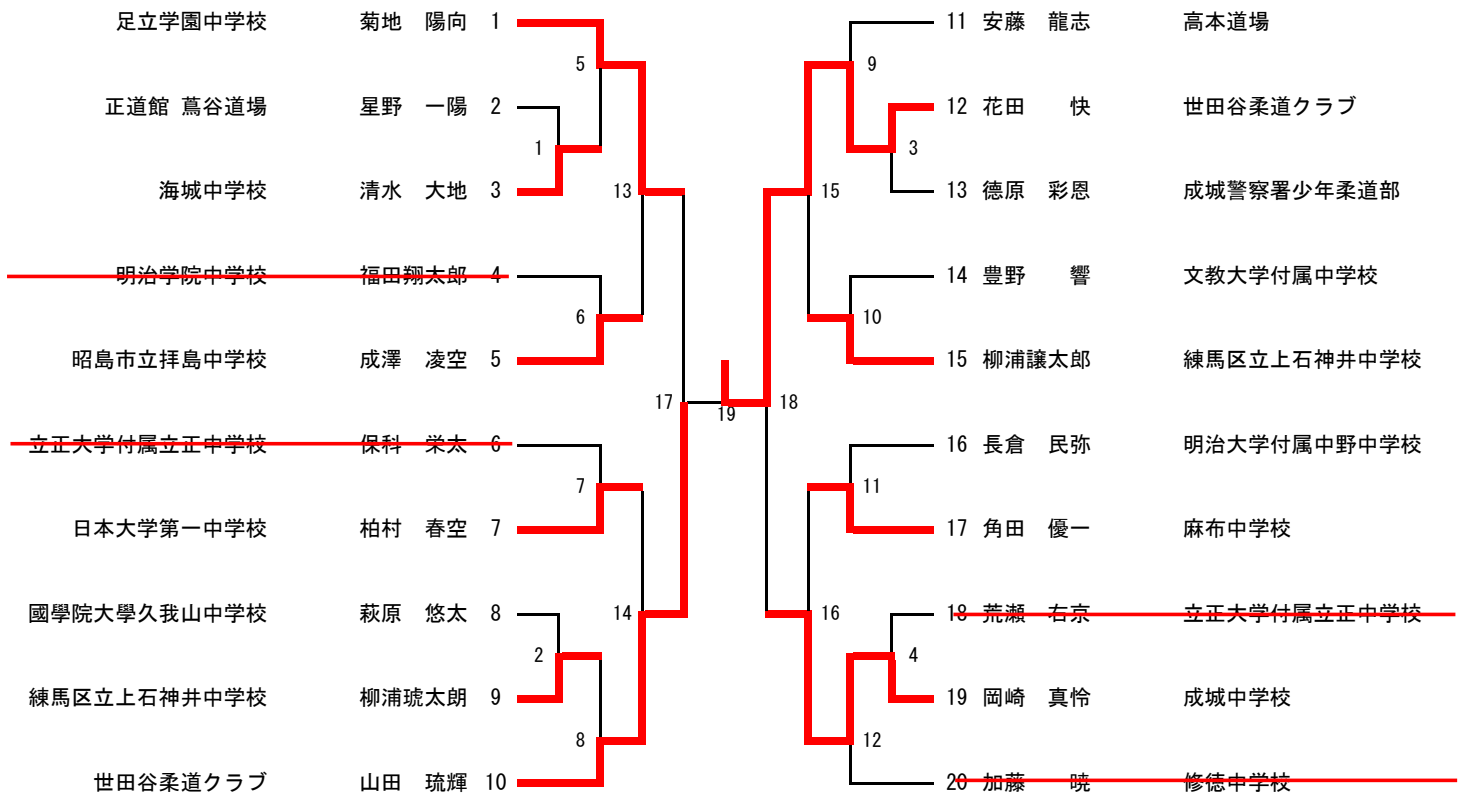 足立学園中学校 菊地 陽向 1
5
正道館 蔦谷道場 星野 一陽 2
1
海城中学校 清水 大地 3
13
明治学院中学校 福田翔太郎 4
6
昭島市立拝島中学校 成澤 凌空 5
17
立正大学付属立正中学校 保科 栄太 6
7
日本大学第一中学校 柏村 春空 7
14
國學院大學久我山中学校 萩原 悠太 8
2
練馬区立上石神井中学校 柳浦琥太朗 9
8
世田谷柔道クラブ 山田 琉輝 10
19
11 安藤 龍志 高本道場
9
12 花田 快 世田谷柔道クラブ
3
13 德原 彩恩 成城警察署少年柔道部
15
14 豊野 響 文教大学付属中学校
10
15 柳浦譲太郎 練馬区立上石神井中学校
18
16 長倉 民弥 明治大学付属中野中学校
11
17 角田 優一 麻布中学校
16
18 荒瀬 右京 立正大学付属立正中学校
4
19 岡崎 真怜 成城中学校
12
20 加藤 暁 修徳中学校